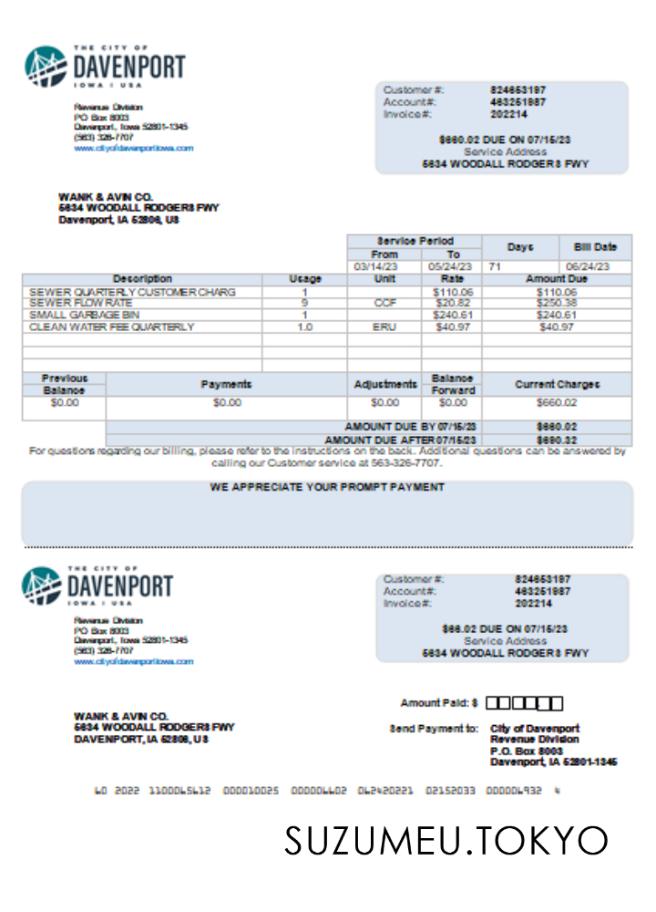 THE CITY OF
DAVENPORT
IOWA | USA
Revenue Division
PO Box 8003
Davenport, Iowa 52801-1345
(563) 326-7707
www.cityofdavenportiowa.com
Customer #: 824653197
Account#: 463251987
Invoice#: 202214
$660.02 DUE ON 07/15/23
Service Address
5634 WOODALL RODGERS FWY
WANK & AVIN CO.
5634 WOODALL RODGERS FWY
Davenport, IA 52806, US
Service Period Days Bill Date
From To
03/14/23 05/24/23 71 06/24/23
Description Usage Unit Rate Amount Due
SEWER QUARTERLY CUSTOMER CHARG 1 $110.06 $110.06
SEWER FLOW RATE 9 CCF $20.82 $250.38
SMALL GARBAGE BIN 1 $240.61 $240.61
CLEAN WATER FEE QUARTERLY 1.0 ERU $40.97 $40.97
Previous Balance Payments Adjustments Balance Forward Current Charges
$0.00 $0.00 $0.00 $0.00 $660.02
AMOUNT DUE BY 07/15/23 $660.02
AMOUNT DUE AFTER 07/15/23 $690.32
For questions regarding our billing, please refer to the instructions on the back. Additional questions can be answered by
calling our Customer service at 563-326-7707.
WE APPRECIATE YOUR PROMPT PAYMENT
THE CITY OF
DAVENPORT
IOWA | USA
Revenue Division
PO Box 8003
Davenport, Iowa 52801-1345
(563) 326-7707
www.cityofdavenportiowa.com
Customer #: 824653197
Account#: 463251987
Invoice#: 202214
$66.02 DUE ON 07/15/23
Service Address
5634 WOODALL RODGERS FWY
Amount Paid: $
WANK & AVIN CO.
5634 WOODALL RODGERS FWY
DAVENPORT, IA 52806, US
Send Payment to: City of Davenport
Revenue Division
P.O. Box 8003
Davenport, IA 52801-1345
60 2022 1100065612 000010025 000006602 062420221 02152033 000006932 4
SUZUMEU.TOKYO